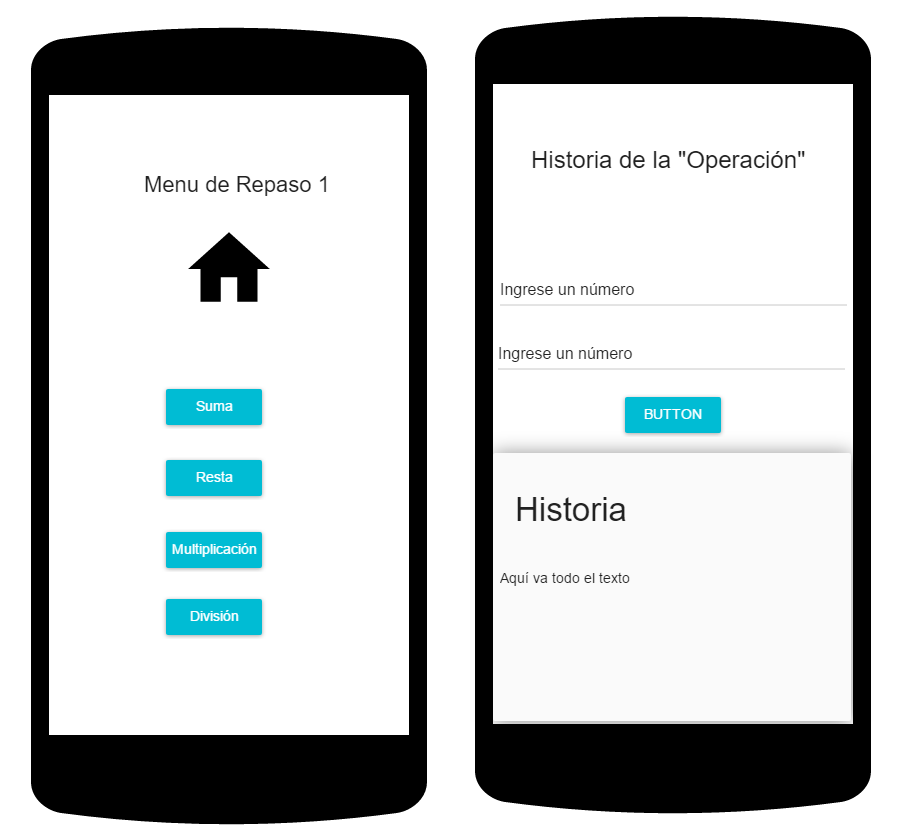 Menu de Repaso 1
Suma
Resta
Multiplicación
División
Historia de la "Operación"
Ingrese un número
Ingrese un número
BUTTON
Historia
Aquí va todo el texto